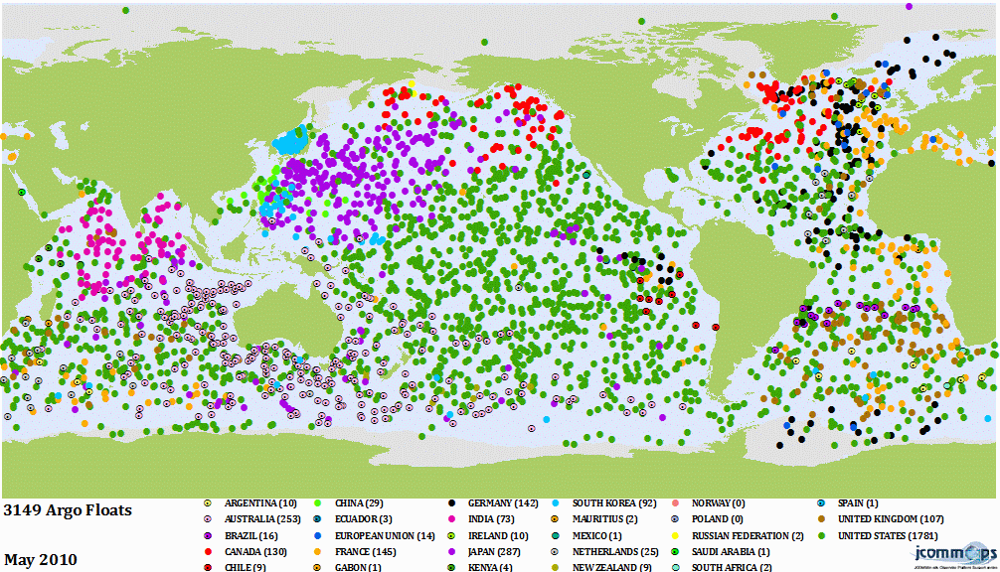 3149 Argo Floats
May 2010
ARGENTINA (10)
AUSTRALIA (253)
BRAZIL (16)
CANADA (130)
CHILE (9)
CHINA (29)
ECUADOR (3)
EUROPEAN UNION (14)
FRANCE (145)
GABON (1)
GERMANY (142)
INDIA (73)
IRELAND (10)
JAPAN (287)
KENYA (4)
SOUTH KOREA (92)
MAURITIUS (2)
MEXICO (1)
NETHERLANDS (25)
NEW ZEALAND (9)
NORWAY (0)
POLAND (0)
RUSSIAN FEDERATION (2)
SAUDI ARABIA (1)
SOUTH AFRICA (2)
SPAIN (1)
UNITED KINGDOM (107)
UNITED STATES (1781)
jcommops